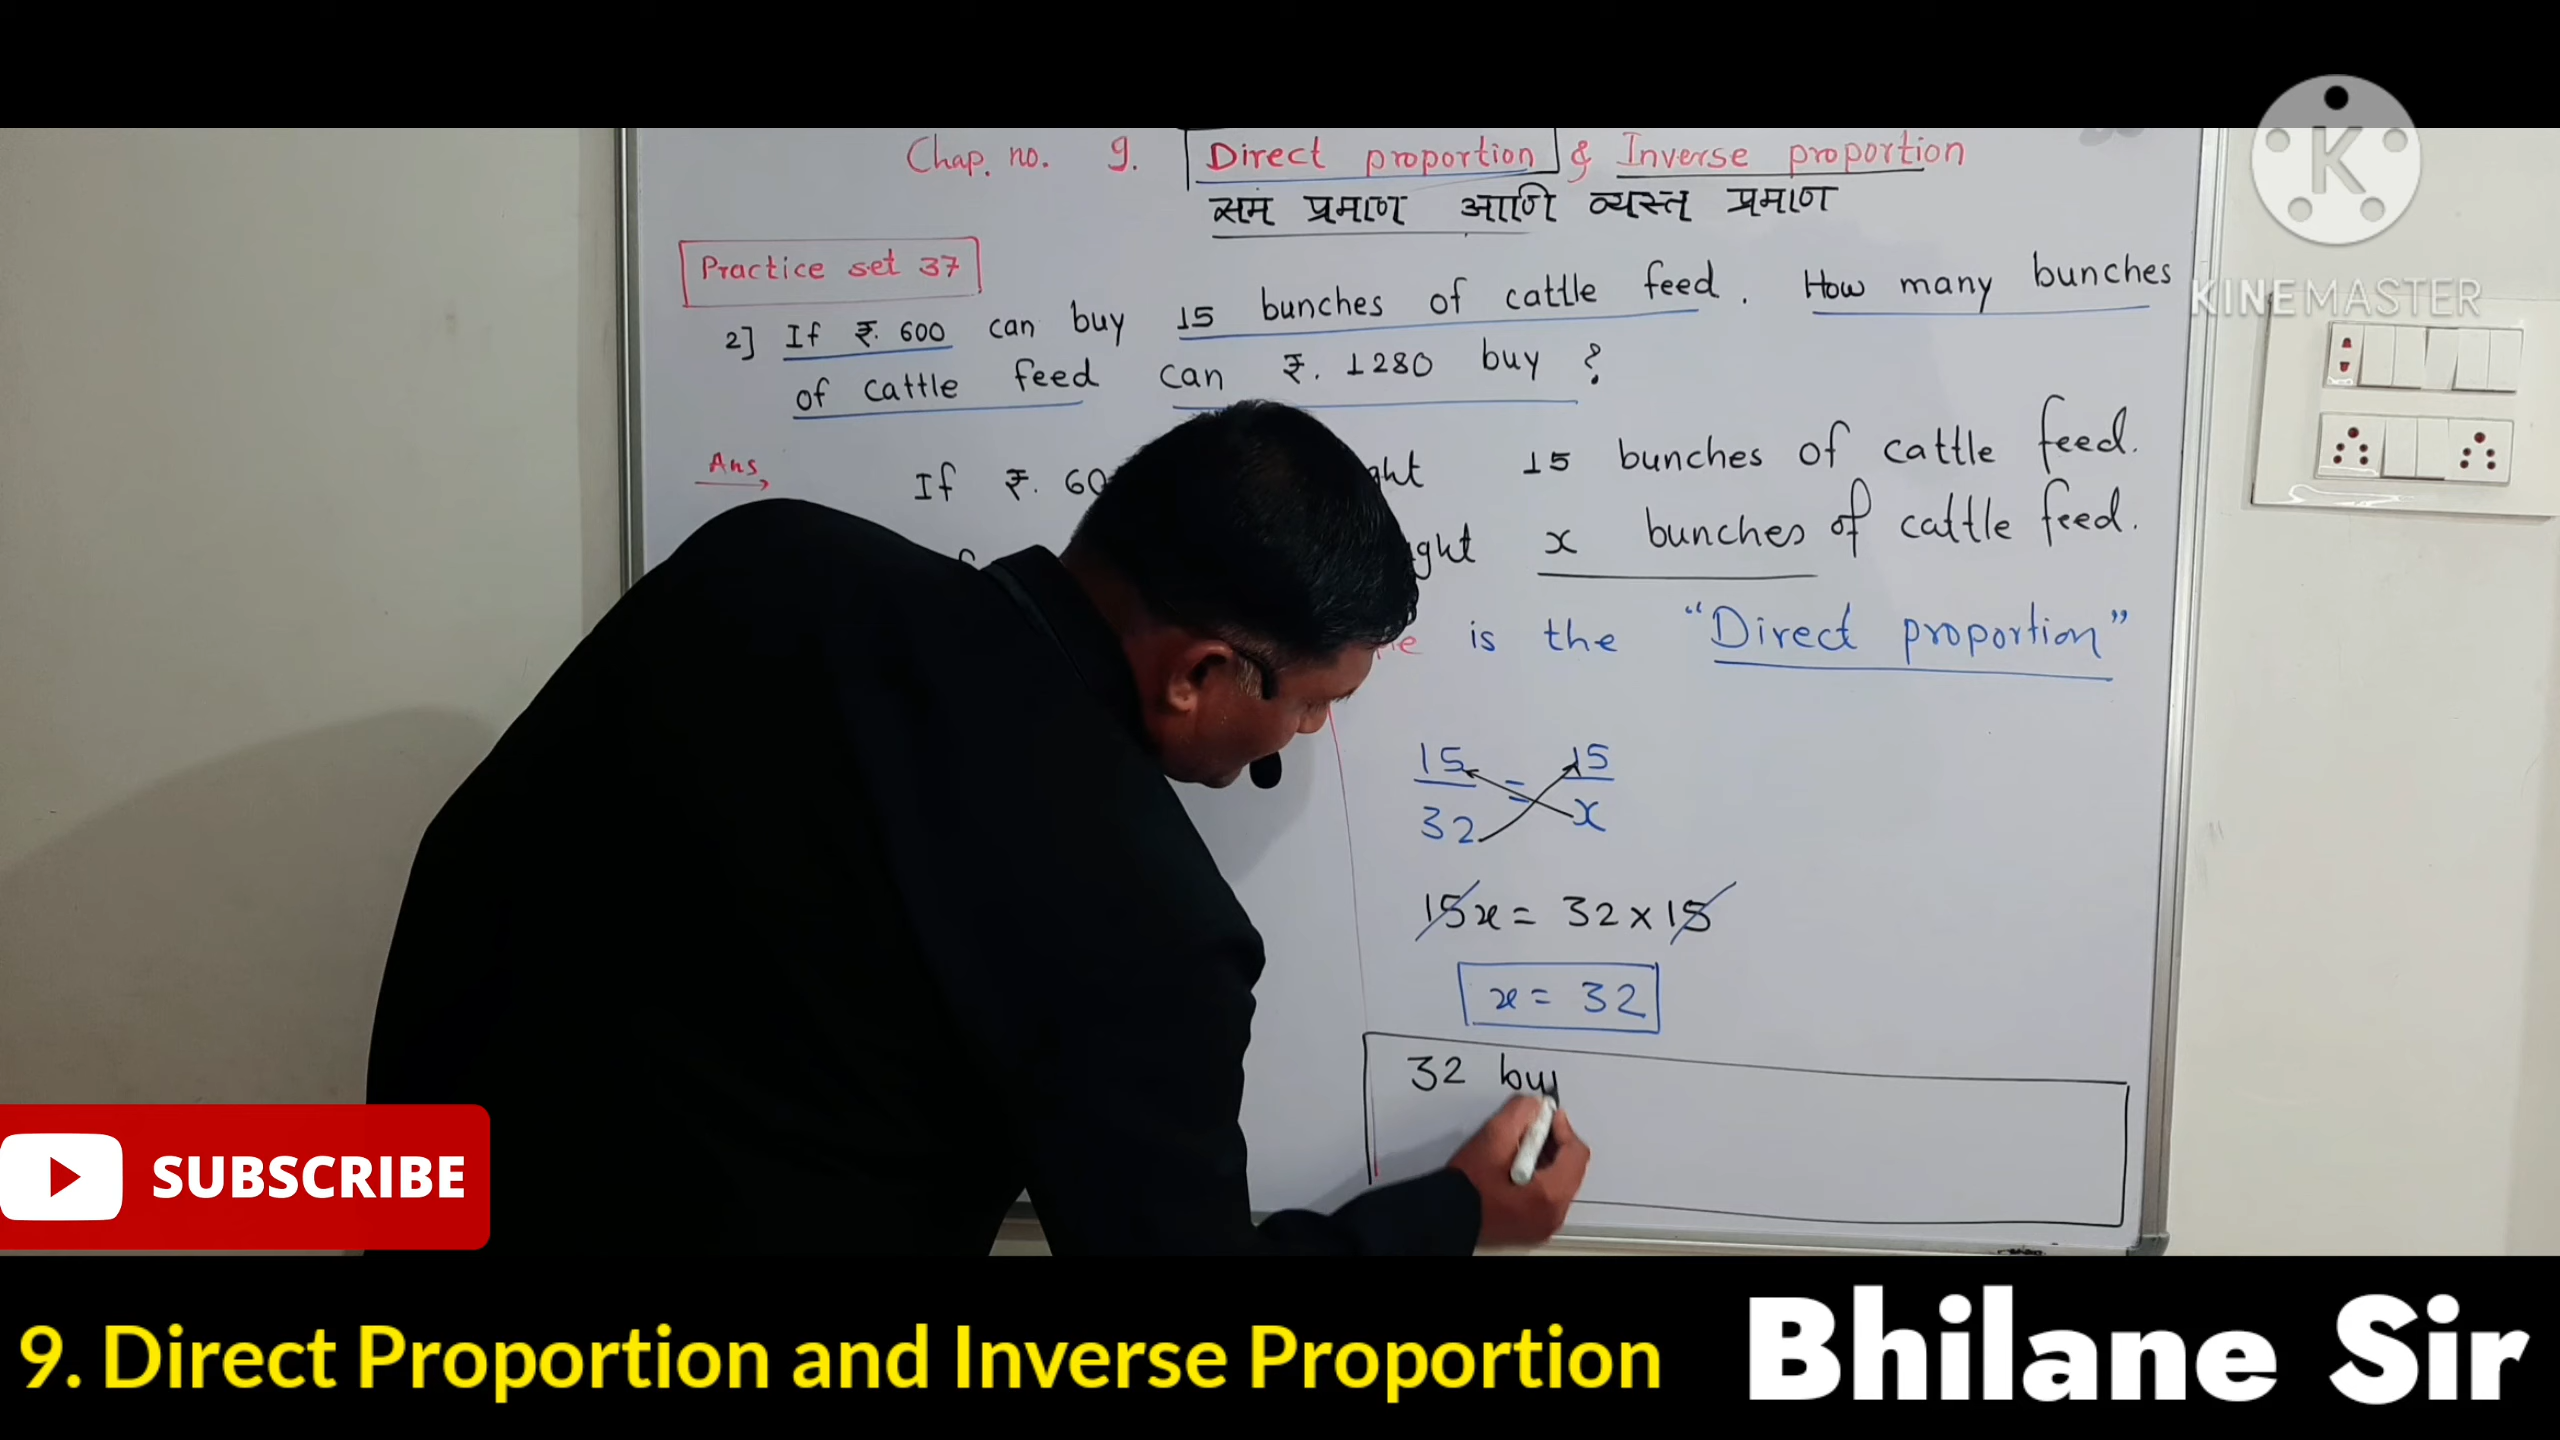 Chap. no. 9. Direct proportion & Inverse proportion
सम प्रमाण आणि व्यस्त प्रमाण
Practice set 37
2] If ₹. 600 can buy 15 bunches of cattle feed. How many bunches
of cattle feed can ₹. 1280 buy ?
Ans
If ₹. 60 ght 15 bunches of cattle feed.
ght x bunches of cattle feed.
is the "Direct proportion"
15/32 = 15/x
15x = 32 × 15
x = 32
32 bu
KINEMASTER
SUBSCRIBE
9. Direct Proportion and Inverse Proportion Bhilane Sir